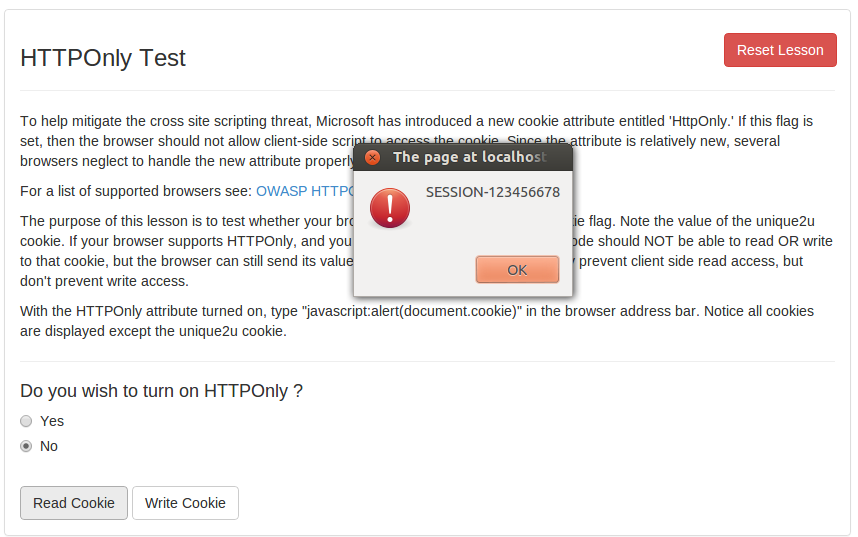 HTTPOnly Test
Reset Lesson
To help mitigate the cross site scripting threat, Microsoft has introduced a new cookie attribute entitled 'HttpOnly.' If this flag is
set, then the browser should not allow client-side script to access the cookie. Since the attribute is relatively new, several
browsers neglect to handle the new attribute properly
For a list of supported browsers see: OWASP HTTPO
The purpose of this lesson is to test whether your bro kie flag. Note the value of the unique2u
cookie. If your browser supports HTTPOnly, and you ode should NOT be able to read OR write
to that cookie, but the browser can still send its value y prevent client side read access, but
don't prevent write access.
With the HTTPOnly attribute turned on, type "javascript:alert(document.cookie)" in the browser address bar. Notice all cookies
are displayed except the unique2u cookie.
The page at localhost
SESSION-123456678
OK
Do you wish to turn on HTTPOnly ?
Yes
No
Read Cookie Write Cookie